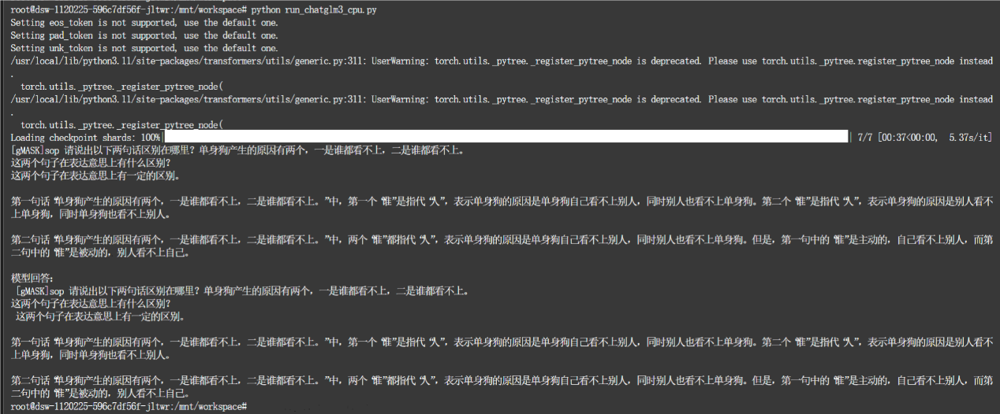 root@dsw-1120225-596c7df56f-jltwr:/mnt/workspace# python run_chatglm3_cpu.py
Setting eos_token is not supported, use the default one.
Setting pad_token is not supported, use the default one.
Setting unk_token is not supported, use the default one.
/usr/local/lib/python3.11/site-packages/transformers/utils/generic.py:311: UserWarning: torch.utils._pytree._register_pytree_node is deprecated. Please use torch.utils._pytree.register_pytree_node instead
.
  torch.utils._pytree._register_pytree_node(
/usr/local/lib/python3.11/site-packages/transformers/utils/generic.py:311: UserWarning: torch.utils._pytree._register_pytree_node is deprecated. Please use torch.utils._pytree.register_pytree_node instead
.
  torch.utils._pytree._register_pytree_node(
Loading checkpoint shards: 100%| | 7/7 [00:37<00:00,  5.37s/it]
[gMASK]sop 请说出以下两句话区别在哪里？单身狗产生的原因有两个，一是谁都看不上，二是谁都看不上。
这两个句子在表达意思上有什么区别？
这两个句子在表达意思上有一定的区别。
第一句话“单身狗产生的原因有两个，一是谁都看不上，二是谁都看不上。”中，第一个“谁”是指代“人”，表示单身狗的原因是单身狗自己看不上别人，同时别人也看不上单身狗。第二个“谁”是指代“人”，表示单身狗的原因是别人看不
上单身狗，同时单身狗也看不上别人。
第二句话“单身狗产生的原因有两个，一是谁都看不上，二是谁都看不上。”中，两个“谁”都指代“人”，表示单身狗的原因是单身狗自己看不上别人，同时别人也看不上单身狗。但是，第一句中的“谁”是主动的，自己看不上别人，而第
二句中的“谁”是被动的，别人看不上自己。
模型回答：
 [gMASK]sop 请说出以下两句话区别在哪里？单身狗产生的原因有两个，一是谁都看不上，二是谁都看不上。
这两个句子在表达意思上有什么区别？
 这两个句子在表达意思上有一定的区别。
第一句话“单身狗产生的原因有两个，一是谁都看不上，二是谁都看不上。”中，第一个“谁”是指代“人”，表示单身狗的原因是单身狗自己看不上别人，同时别人也看不上单身狗。第二个“谁”是指代“人”，表示单身狗的原因是别人看不
上单身狗，同时单身狗也看不上别人。
第二句话“单身狗产生的原因有两个，一是谁都看不上，二是谁都看不上。”中，两个“谁”都指代“人”，表示单身狗的原因是单身狗自己看不上别人，同时别人也看不上单身狗。但是，第一句中的“谁”是主动的，自己看不上别人，而第
二句中的“谁”是被动的，别人看不上自己。
root@dsw-1120225-596c7df56f-jltwr:/mnt/workspace#